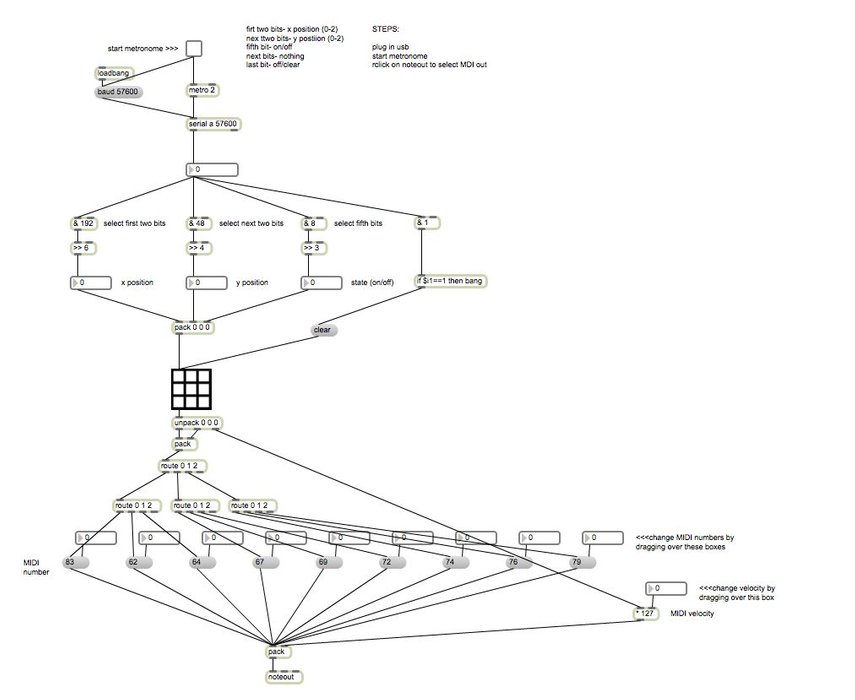 firt two bits- x position (0-2)
nex ttwo bits- y postiion (0-2)
fifth bit- on/off
next bits- nothing
last bit- off/clear
STEPS:
plug in usb
start metronome
rclick on noteout to select MDI out
start metronome >>>
loadbang
baud 57600
metro 2
serial a 57600
0
& 192
select first two bits
& 48
select next two bits
& 8
select fifth bits
& 1
>> 6
>> 4
>> 3
0
x position
0
y position
0
state (on/off)
if $i1==1 then bang
pack 0 0 0
clear
unpack 0 0 0
pack
route 0 1 2
route 0 1 2
route 0 1 2
route 0 1 2
0
0
0
0
0
0
0
0
0
<<<change MIDI numbers by
dragging over these boxes
MIDI
number
83
62
64
67
69
72
74
76
79
0
<<<change velocity by
dragging over this box
* 127
MIDI velocity
pack
noteout